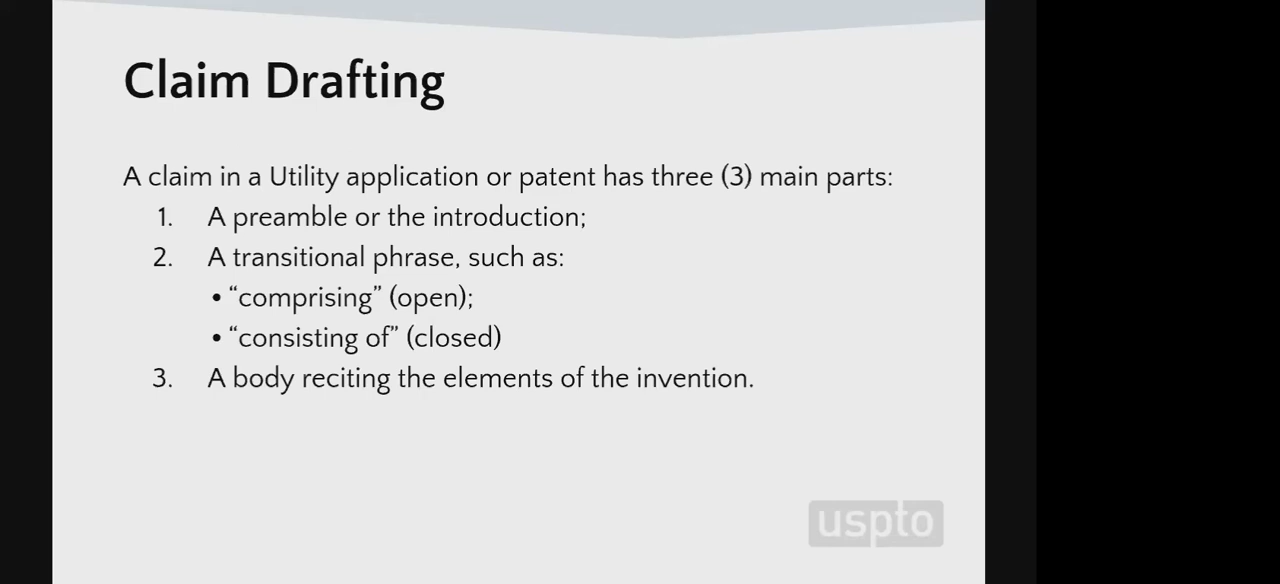 Claim Drafting
A claim in a Utility application or patent has three (3) main parts:
1. A preamble or the introduction;
2. A transitional phrase, such as:
• “comprising” (open);
• “consisting of” (closed)
3. A body reciting the elements of the invention.
uspto